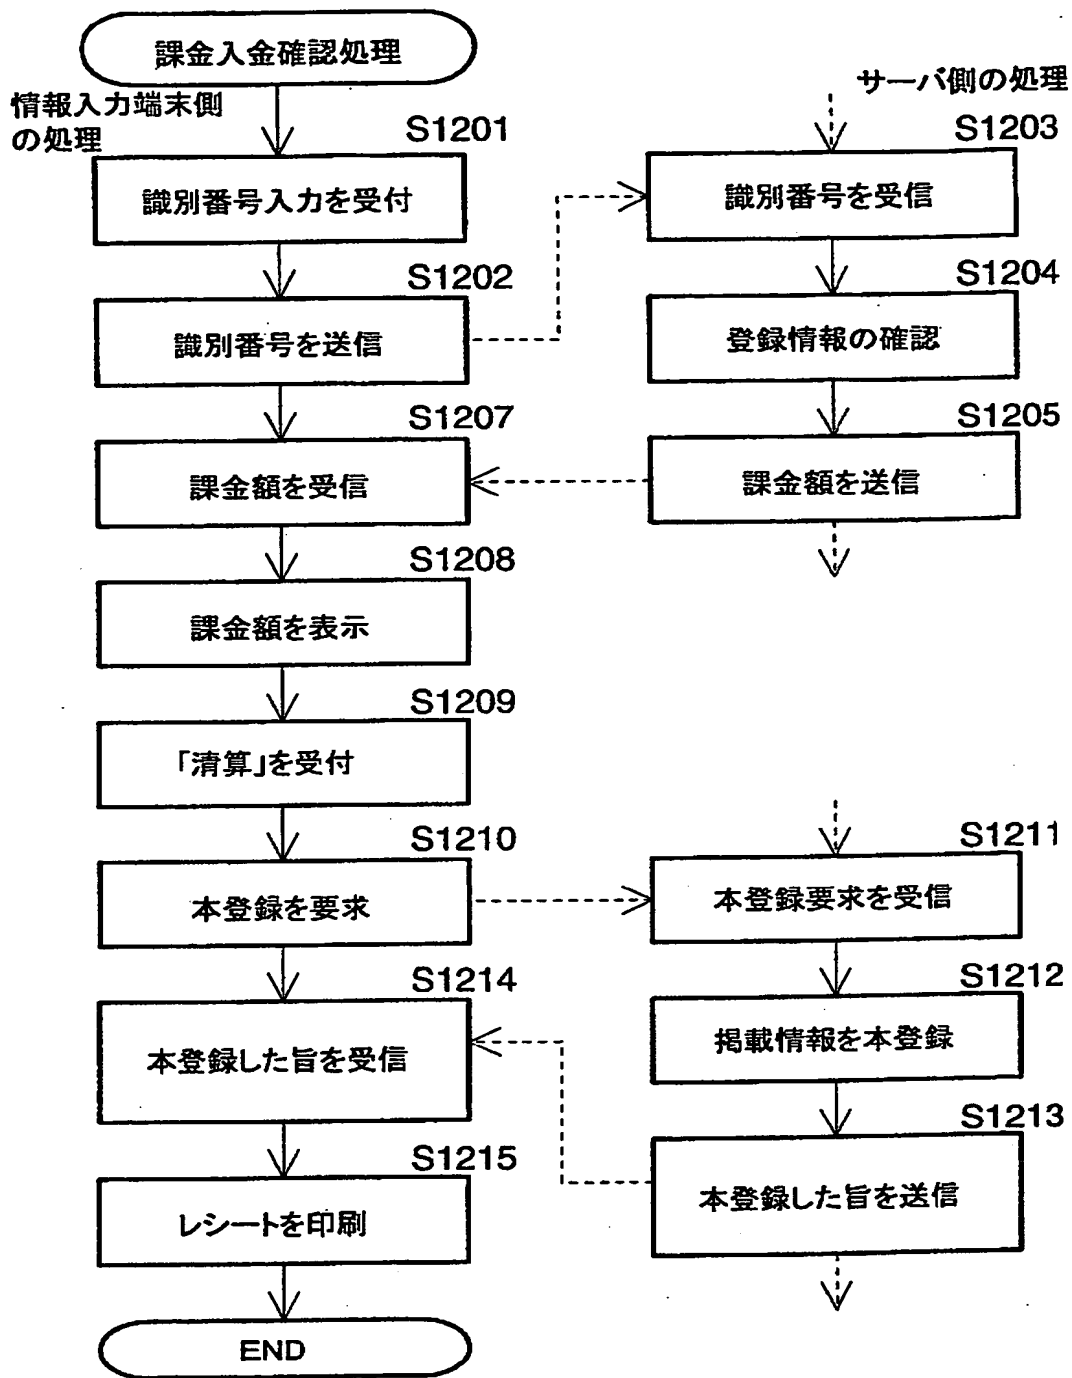 課金入金確認処理
情報入力端末側
の処理
サーバ側の処理
S1201
識別番号入力を受付
S1203
識別番号を受信
S1202
識別番号を送信
S1204
登録情報の確認
S1207
課金額を受信
S1205
課金額を送信
S1208
課金額を表示
S1209
「清算」を受付
S1210
本登録を要求
S1211
本登録要求を受信
S1214
本登録した旨を受信
S1212
掲載情報を本登録
S1213
本登録した旨を送信
S1215
レシートを印刷
END